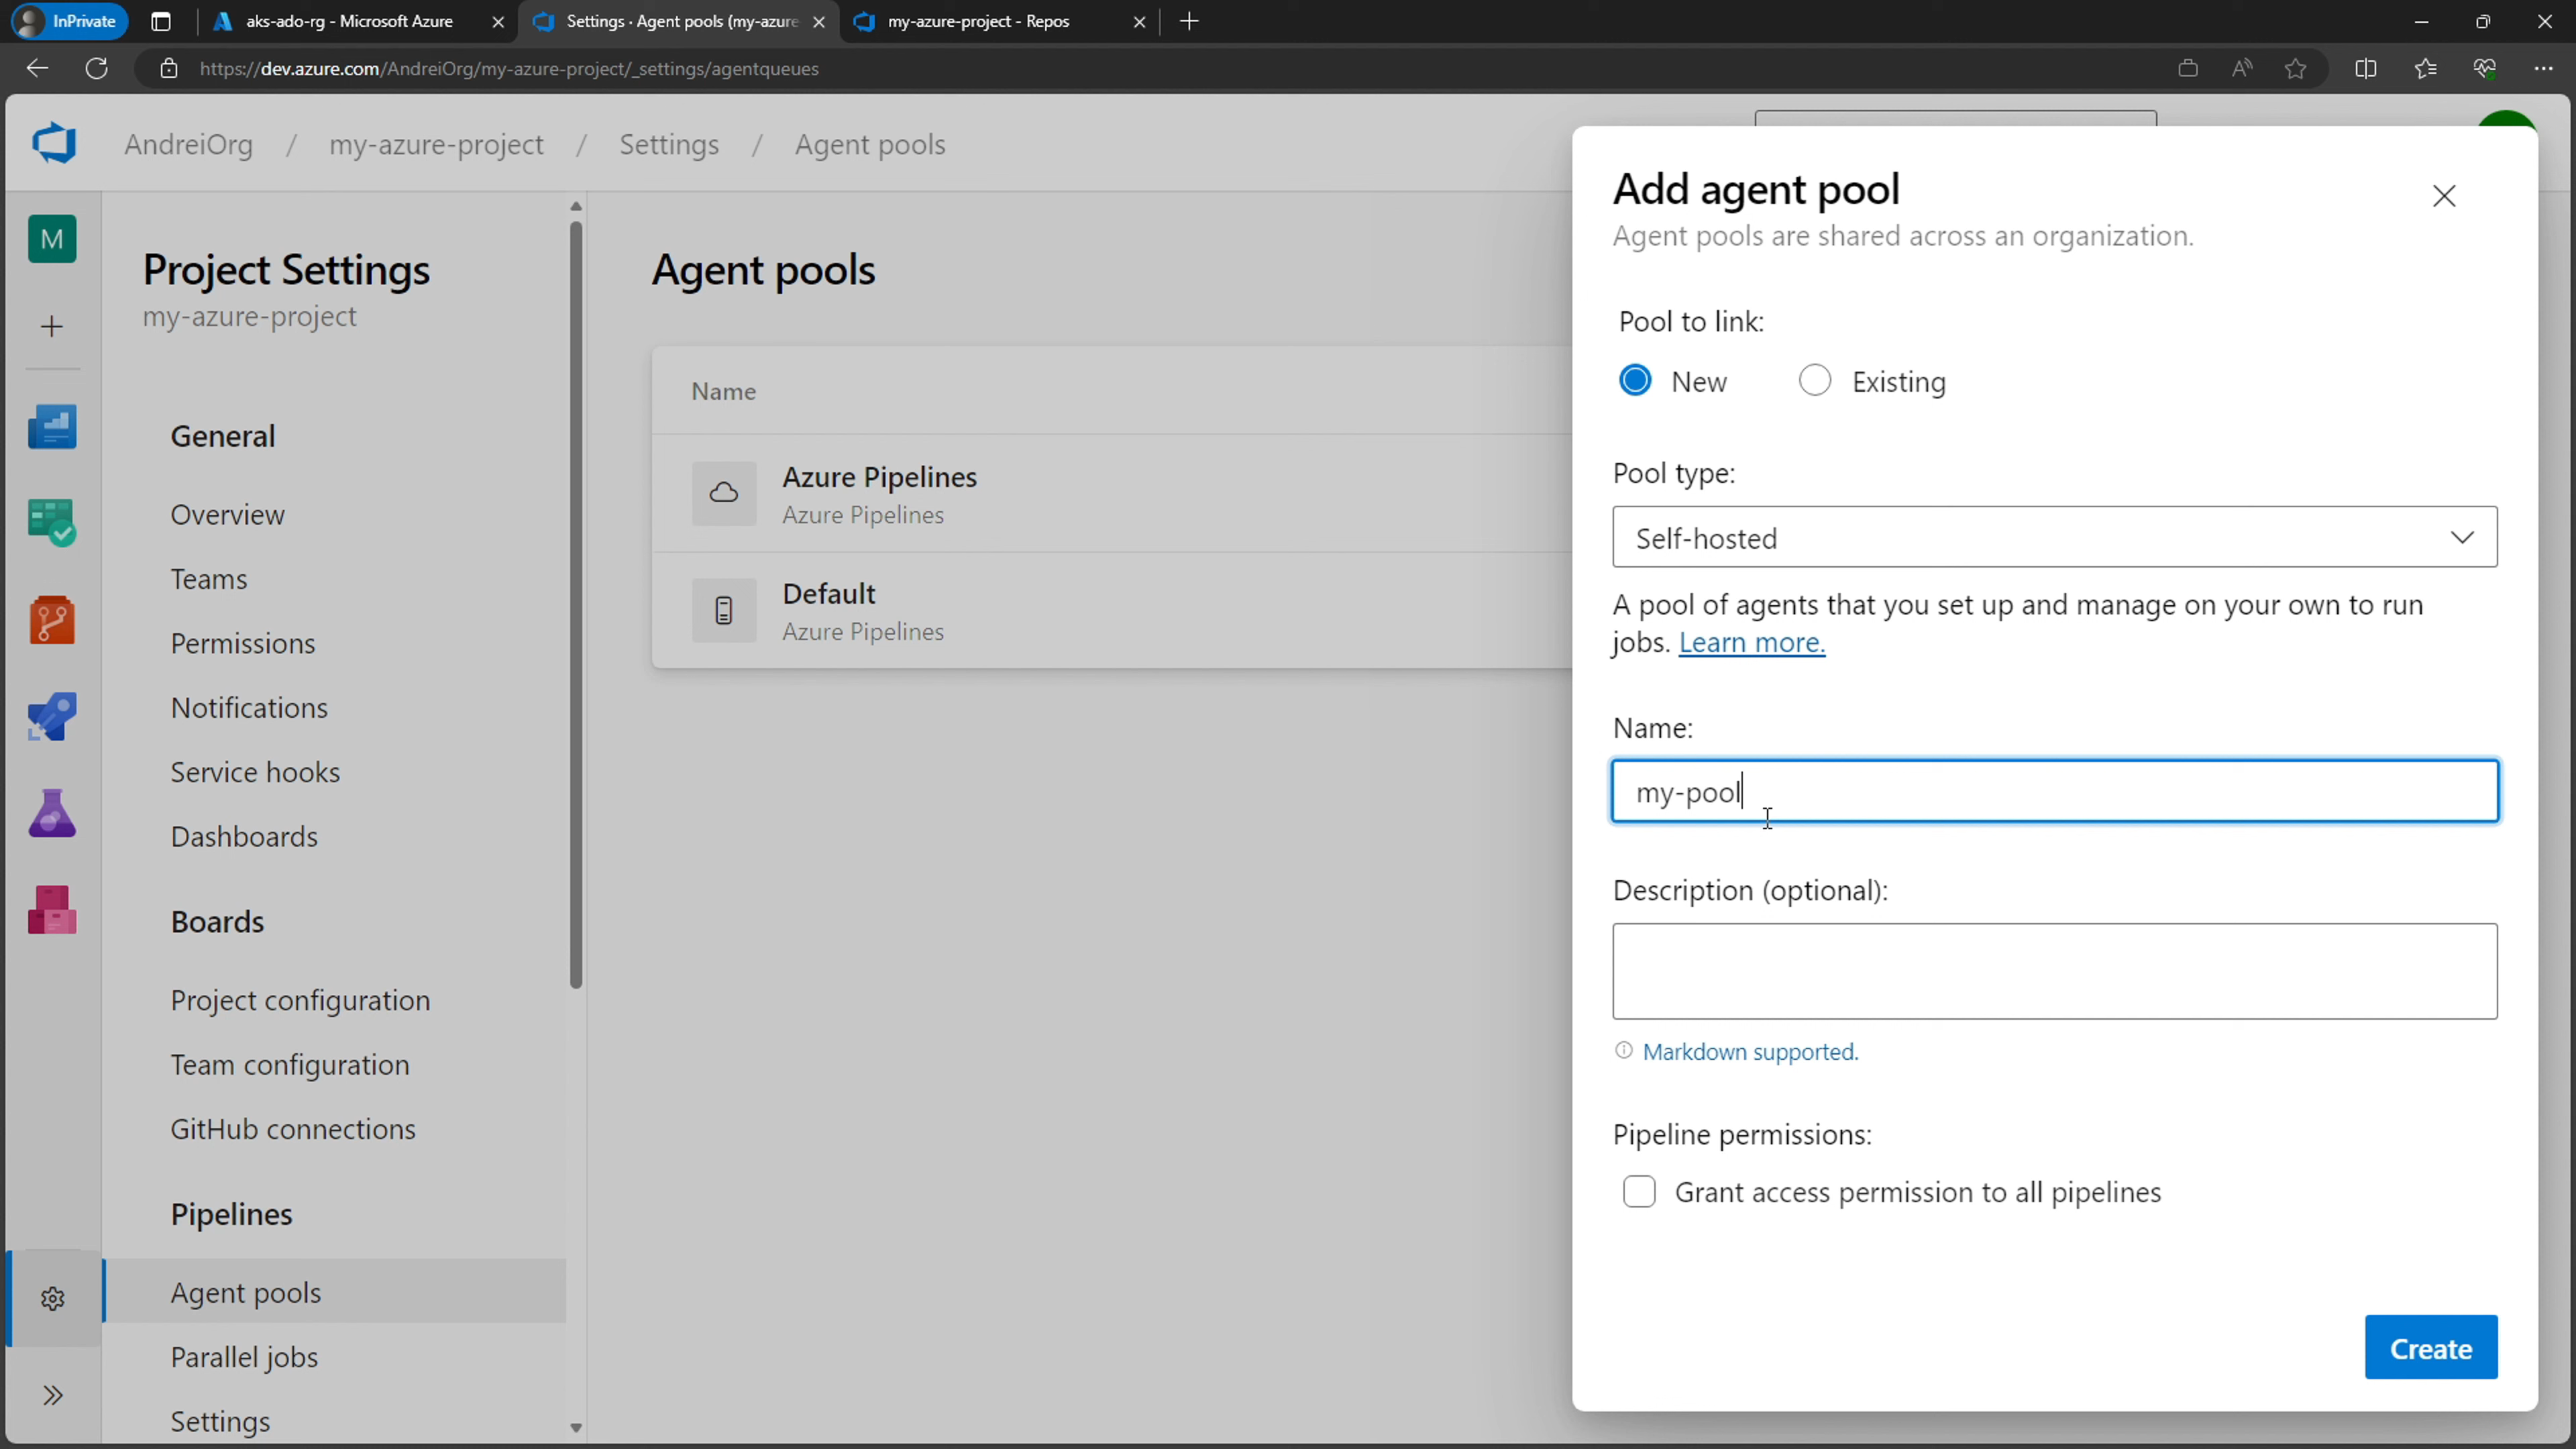 InPrivate
aks-ado-rg - Microsoft Azure
Settings · Agent pools (my-azure
my-azure-project - Repos
https://dev.azure.com/AndreiOrg/my-azure-project/_settings/agentqueues
AndreiOrg / my-azure-project / Settings / Agent pools
M
Project Settings
my-azure-project
General
Overview
Teams
Permissions
Notifications
Service hooks
Dashboards
Boards
Project configuration
Team configuration
GitHub connections
Pipelines
Agent pools
Parallel jobs
Settings
Agent pools
Name
Azure Pipelines
Azure Pipelines
Default
Azure Pipelines
Add agent pool
Agent pools are shared across an organization.
Pool to link:
New
Existing
Pool type:
Self-hosted
A pool of agents that you set up and manage on your own to run
jobs. Learn more.
Name:
my-pool
Description (optional):
Markdown supported.
Pipeline permissions:
Grant access permission to all pipelines
Create